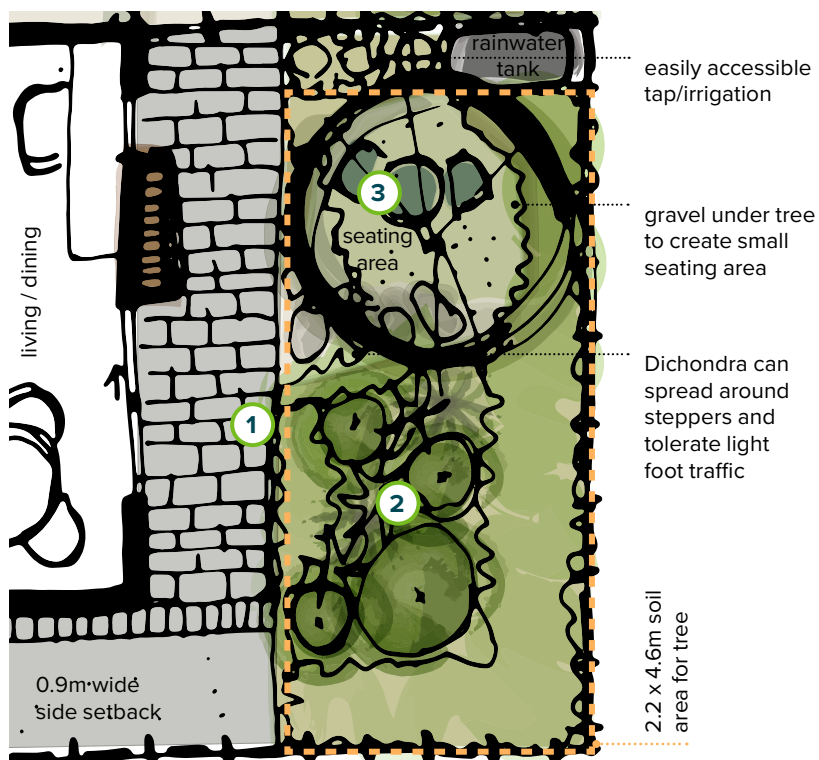 rainwater
tank
easily accessible
tap/irrigation
3
seating
area
gravel under tree
to create small
seating area
living / dining
Dichondra can
spread around
steppers and
tolerate light
foot traffic
1
2
2.2 x 4.6m soil
area for tree
0.9m wide
side setback